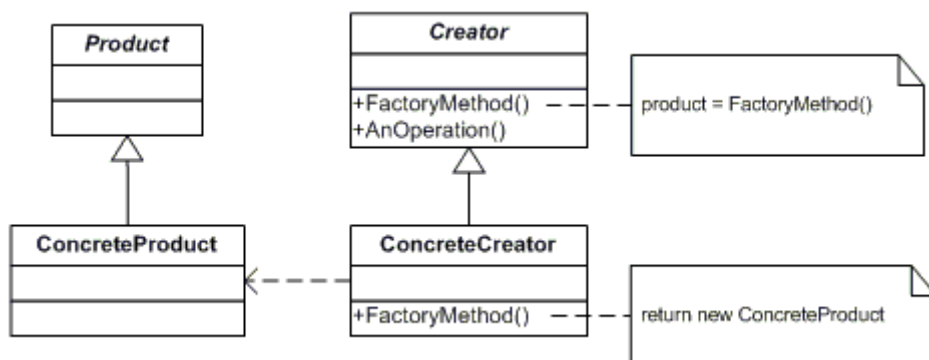 Product
Creator
+FactoryMethod()
+AnOperation()
product = FactoryMethod()
ConcreteProduct
ConcreteCreator
+FactoryMethod()
return new ConcreteProduct